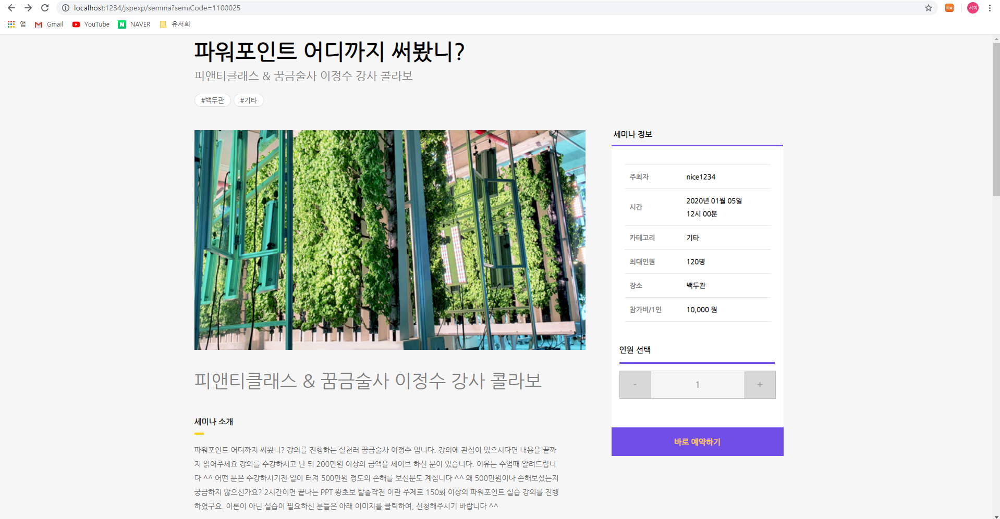 localhost:1234/jspexp/semina?semiCode=1100025
서희
앱 Gmail YouTube NAVER 유서희
파워포인트 어디까지 써봤니?
피앤티클래스 & 꿈금술사 이정수 강사 콜라보
#백두관 #기타
세미나 정보
주최자 nice1234
시간 2020년 01월 05일
12시 00분
카테고리 기타
최대인원 120명
장소 백두관
참가비/1인 10,000 원
인원 선택
- 1 +
바로 예약하기
피앤티클래스 & 꿈금술사 이정수 강사 콜라보
세미나 소개
파워포인트 어디까지 써봤니? 강의를 진행하는 실천러 꿈금술사 이정수 입니다. 강의에 관심이 있으시다면 내용을 끝까
지 읽어주세요 강의를 수강하시고 난 뒤 200만원 이상의 금액을 세이브 하신 분이 있습니다. 이유는 수업때 알려드립니
다 ^^ 어떤 분은 수강하시기전 일이 터져 500만원 정도의 손해를 보신분도 계십니다 ^^ 왜 500만원이나 손해보셨는지
궁금하지 않으신가요? 2시간이면 끝나는 PPT 왕초보 탈출작전 이란 주제로 150회 이상의 파워포인트 실습 강의를 진행
하였구요. 이론이 아닌 실습이 필요하신 분들은 아래 이미지를 클릭하여, 신청해주시기 바랍니다 ^^